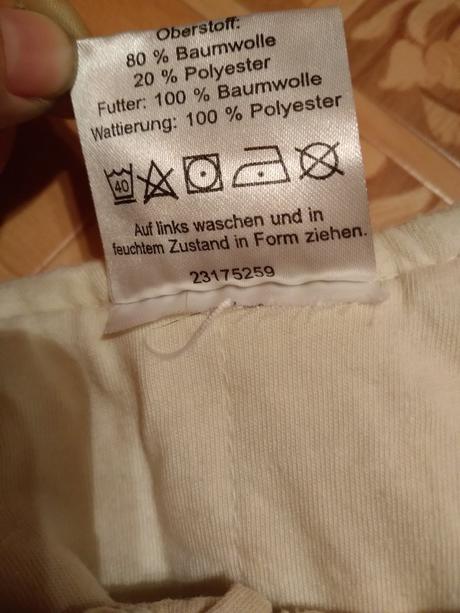 Oberstoff:
80 % Baumwolle
20 % Polyester
Futter: 100 % Baumwolle
Wattierung: 100 % Polyester
40
Auf links waschen und in
feuchtem Zustand in Form ziehen.
23175259